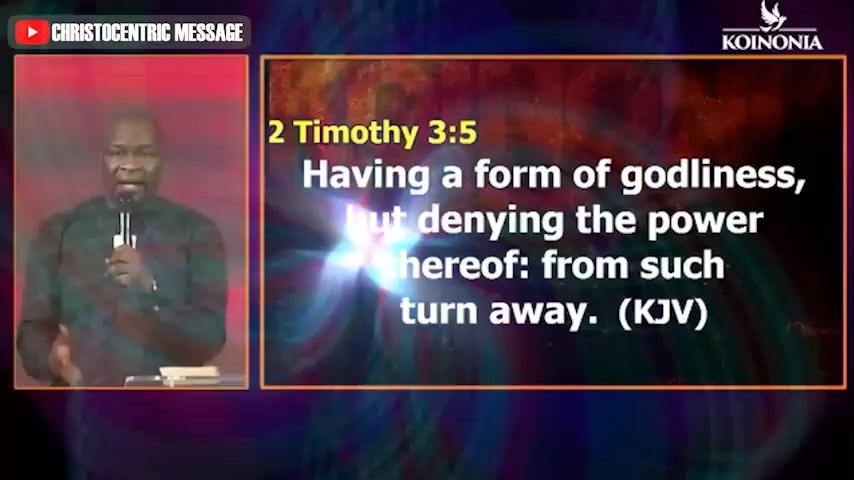 CHRISTOCENTRIC MESSAGE
KOINONIA
2 Timothy 3:5
Having a form of godliness,
but denying the power
thereof: from such
turn away. (KJV)